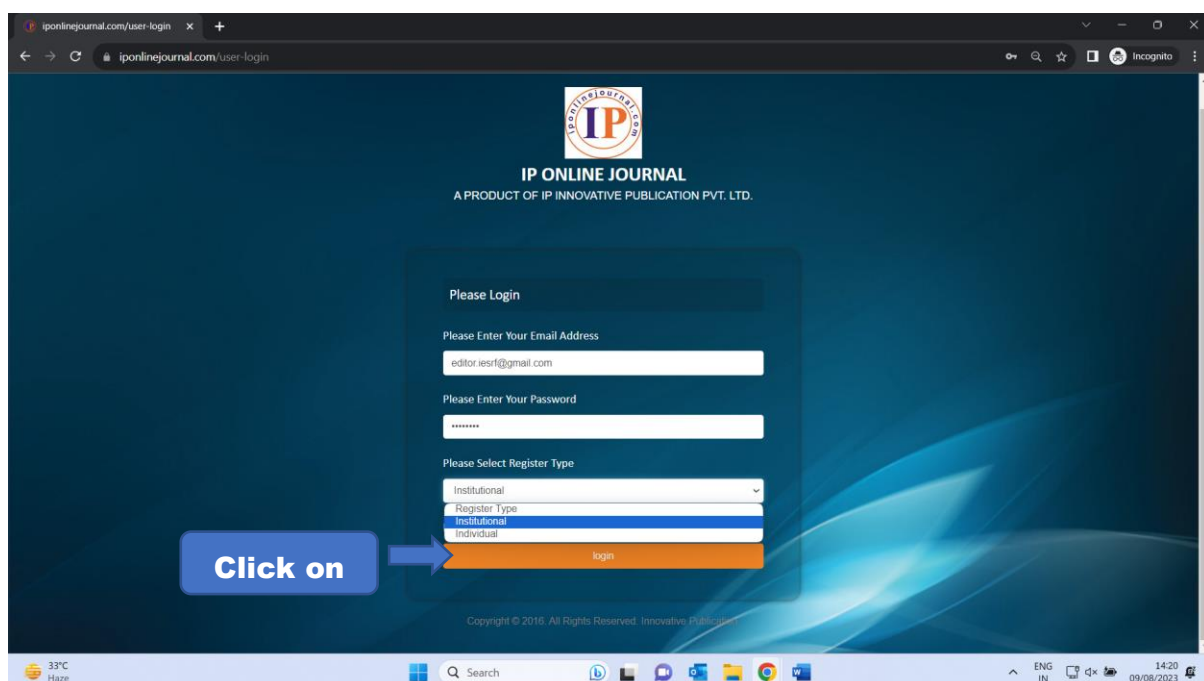 iponlinejournal.com/user-login
iponlinejournal.com/user-login
Incognito
iponlinejournal.com
IP
IP ONLINE JOURNAL
A PRODUCT OF IP INNOVATIVE PUBLICATION PVT. LTD.
Please Login
Please Enter Your Email Address
editor.iesrf@gmail.com
Please Enter Your Password
••••••••
Please Select Register Type
Institutional
Register Type
Institutional
Individual
login
Click on
Copyright © 2016. All Rights Reserved. Innovative Publication
33°C
Haze
Search
ENG
IN
14:20
09/08/2023